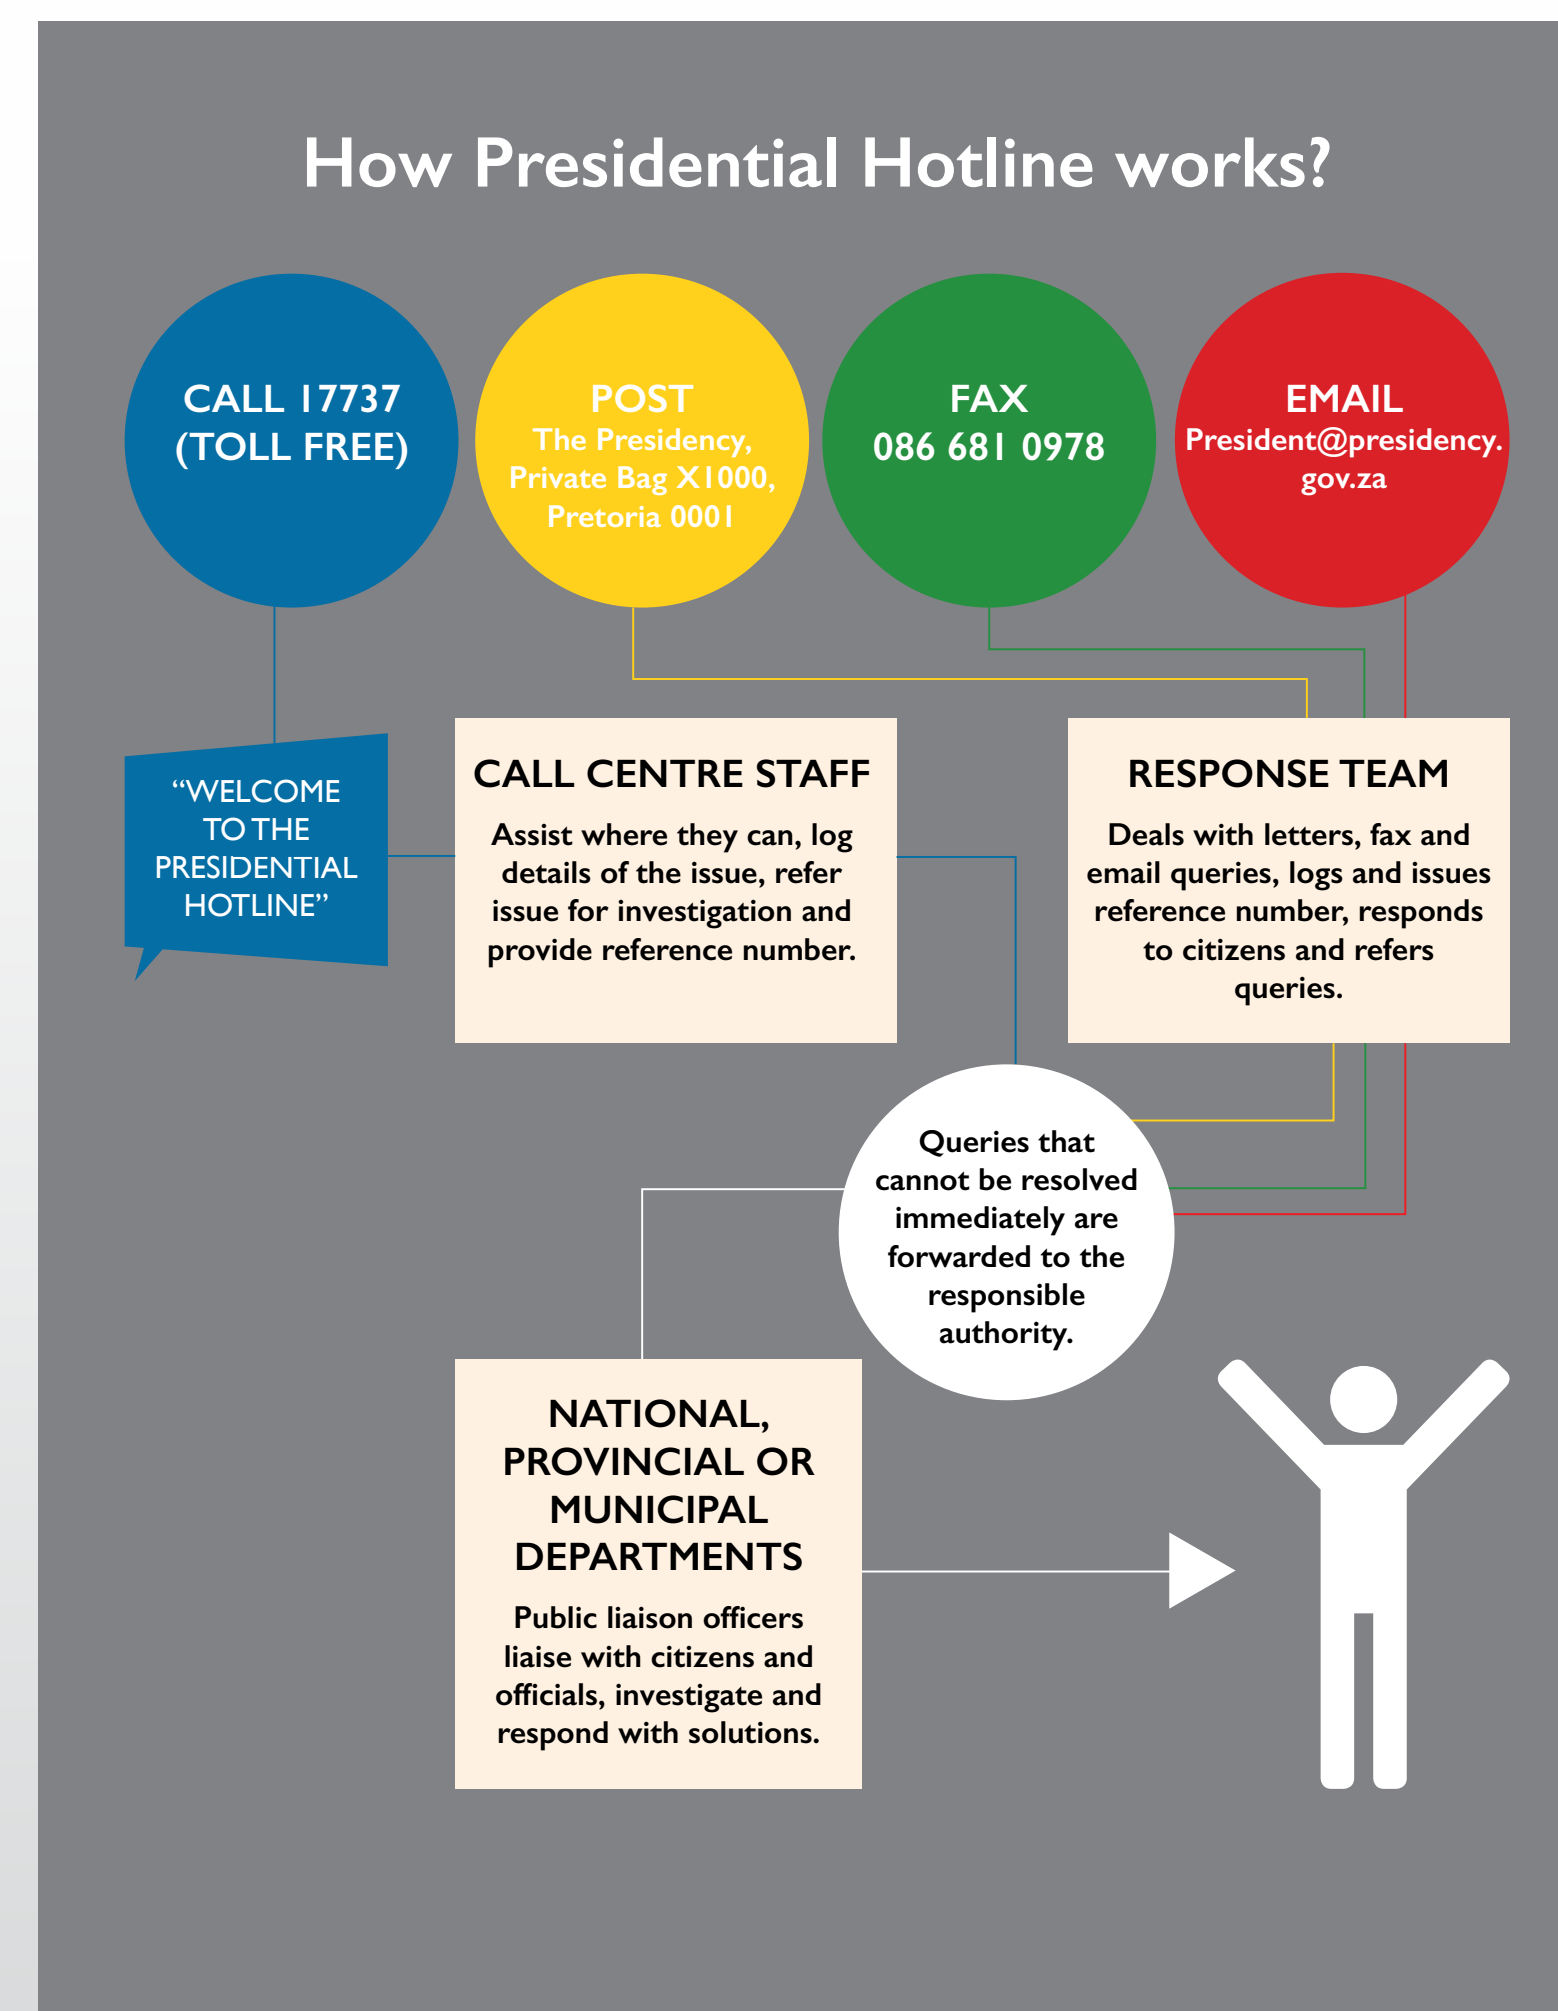 How Presidential Hotline works?
CALL 17737
(TOLL FREE)
POST
The Presidency,
Private Bag X1000,
Pretoria 0001
FAX
086 681 0978
EMAIL
President@presidency.
gov.za
“WELCOME
TO THE
PRESIDENTIAL
HOTLINE”
CALL CENTRE STAFF
Assist where they can, log
details of the issue, refer
issue for investigation and
provide reference number.
RESPONSE TEAM
Deals with letters, fax and
email queries, logs and issues
reference number, responds
to citizens and refers
queries.
Queries that
cannot be resolved
immediately are
forwarded to the
responsible
authority.
NATIONAL,
PROVINCIAL OR
MUNICIPAL
DEPARTMENTS
Public liaison officers
liaise with citizens and
officials, investigate and
respond with solutions.